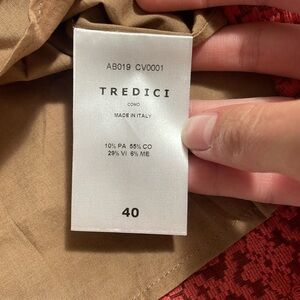 AB019 CV0001
TREDICI
COMO
MADE IN ITALY
10% PA 55% CO
29% VI 6% ME
40